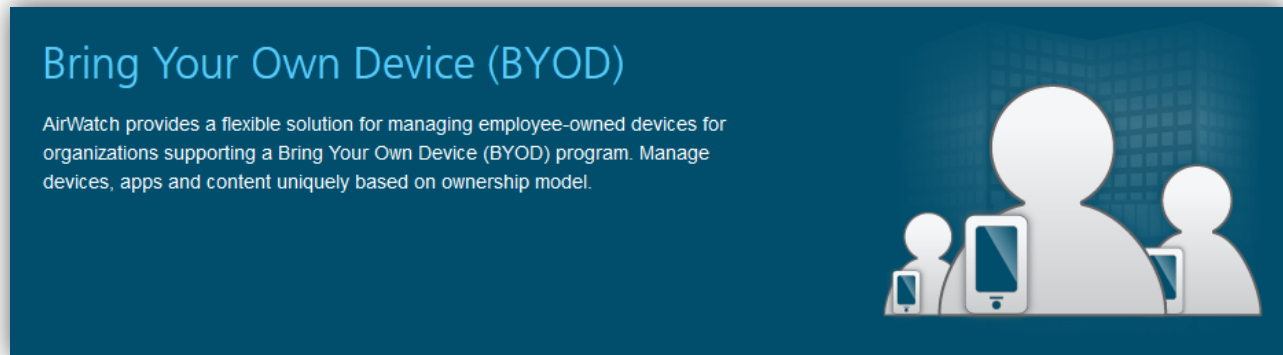 Bring Your Own Device (BYOD)
AirWatch provides a flexible solution for managing employee-owned devices for
organizations supporting a Bring Your Own Device (BYOD) program. Manage
devices, apps and content uniquely based on ownership model.